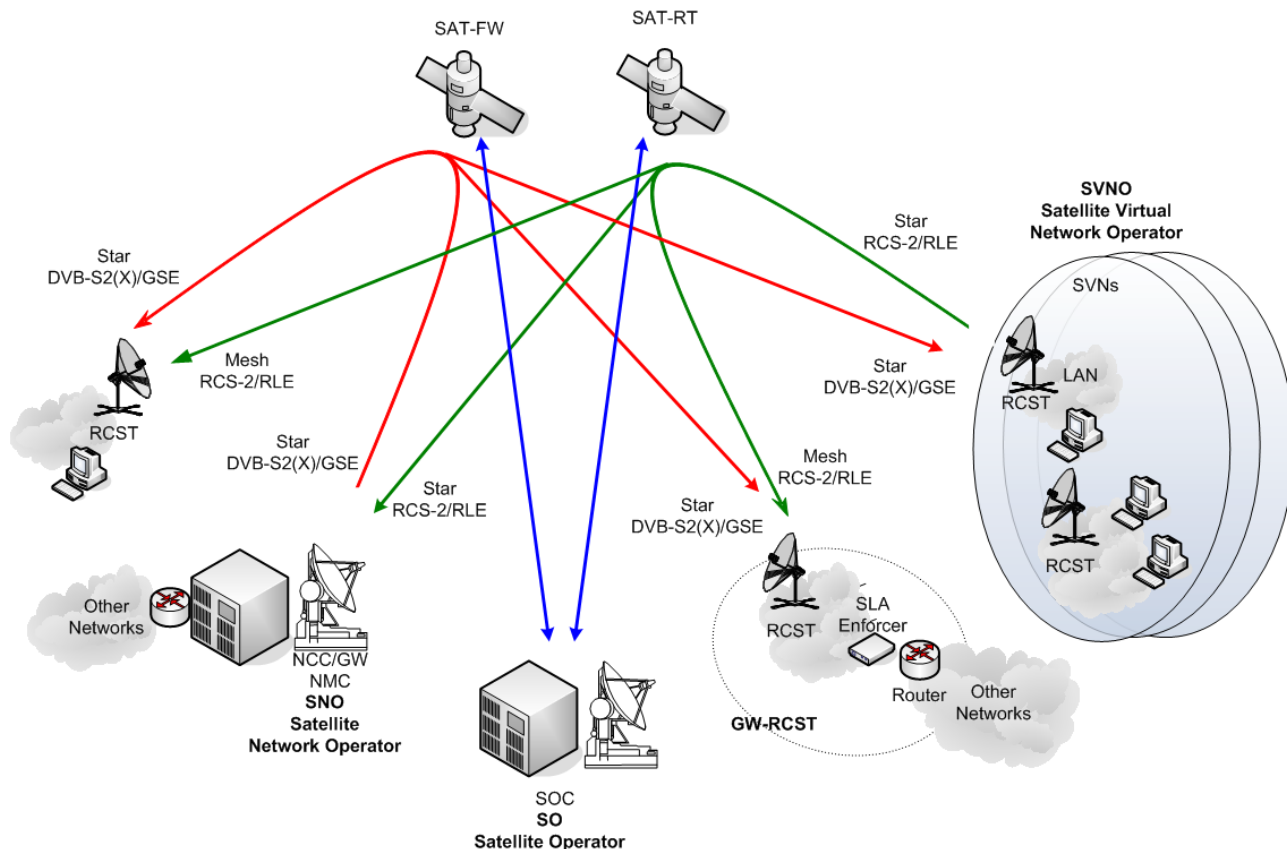 SAT-FW
SAT-RT
SVNO
Satellite Virtual
Network Operator
Star
RCS-2/RLE
Star
DVB-S2(X)/GSE
SVNs
Mesh
RCS-2/RLE
Star
DVB-S2(X)/GSE
LAN
RCST
RCST
Star
DVB-S2(X)/GSE
Mesh
RCS-2/RLE
Star
RCS-2/RLE
Star
DVB-S2(X)/GSE
RCST
Other
Networks
SLA
Enforcer
RCST
NCC/GW
NMC
SNO
Satellite
Network Operator
Router
Other
Networks
GW-RCST
SOC
SO
Satellite Operator